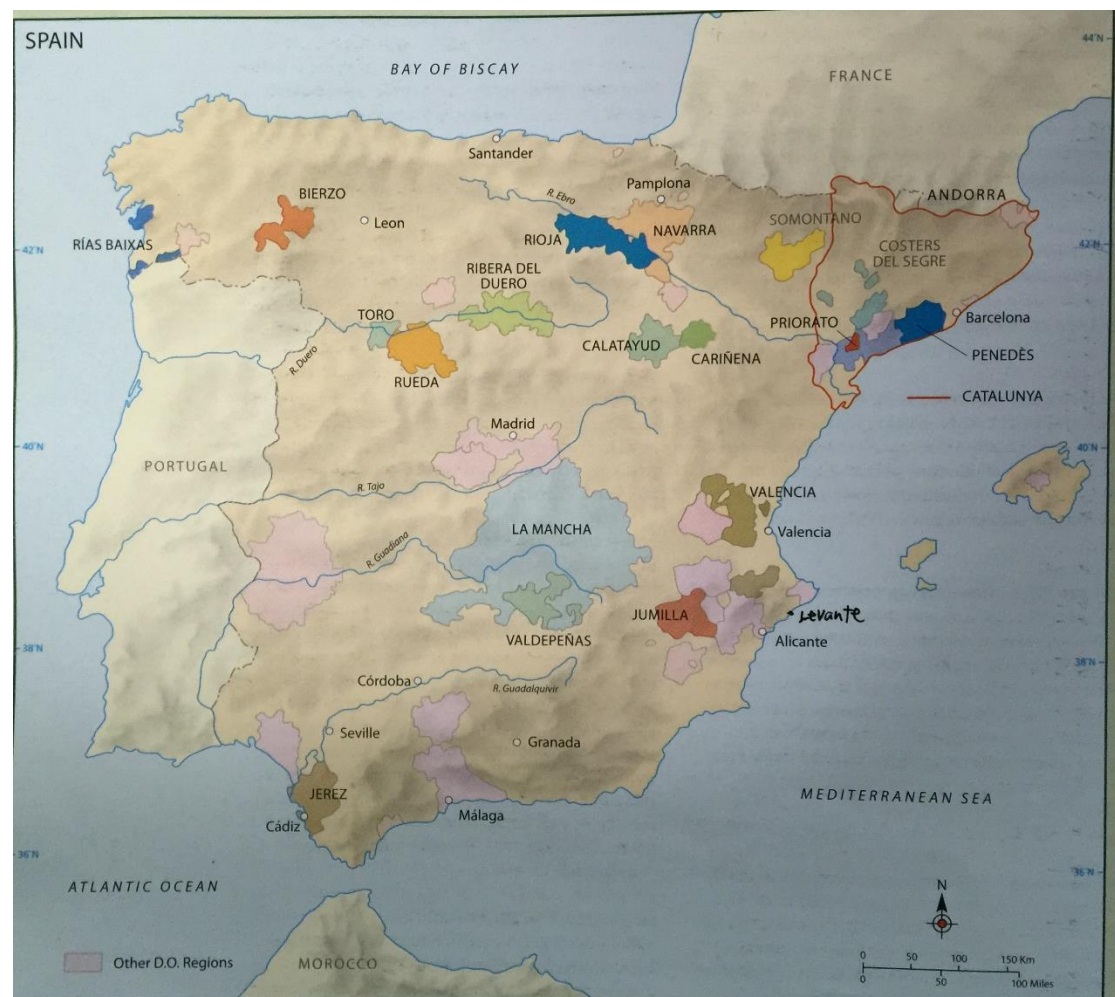 SPAIN
44°N
BAY OF BISCAY
FRANCE
Santander
Pamplona
ANDORRA
BIERZO
R. Ebro
Leon
SOMONTANO
RÍAS BAIXAS
RIOJA
NAVARRA
COSTERS
DEL SEGRE
42°N
42°N
RIBERA DEL
DUERO
TORO
PRIORATO
Barcelona
CALATAYUD
CARIÑENA
PENEDÈS
R. Duero
RUEDA
CATALUNYA
Madrid
40°N
40°N
PORTUGAL
R. Tajo
VALENCIA
LA MANCHA
Valencia
R. Guadiana
JUMILLA
Levante
VALDEPEÑAS
Alicante
38°N
38°N
Córdoba
R. Guadalquivir
Seville
Granada
JEREZ
MEDITERRANEAN SEA
Cádiz
Málaga
36°N
36°N
ATLANTIC OCEAN
N
Other D.O. Regions
MOROCCO
0 50 100 150 Km
0 50 100 Miles